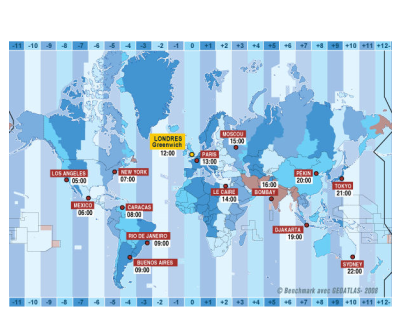 -11 -10 -9 -8 -7 -6 -5 -4 -3 -2 -1 0 +1 +2 +3 +4 +5 +6 +7 +8 +9 +10 +11 +12-
MOSCOU
15:00
LONDRES
Greenwich
12:00
PARIS
13:00
LOS ANGELES
05:00
NEW YORK
07:00
PÉKIN
20:00
TOKYO
21:00
16:00
BOMBAY
LE CAIRE
14:00
MEXICO
06:00
CARACAS
08:00
DJAKARTA
19:00
RIO DE JANEIRO
09:00
BUENOS AIRES
09:00
SYDNEY
22:00
© Benchmark avec GEOATLAS- 2008
-11 -10 -9 -8 -7 -6 -5 -4 -3 -2 -1 0 +1 +2 +3 +4 +5 +6 +7 +8 +9 +10 +11 +12-